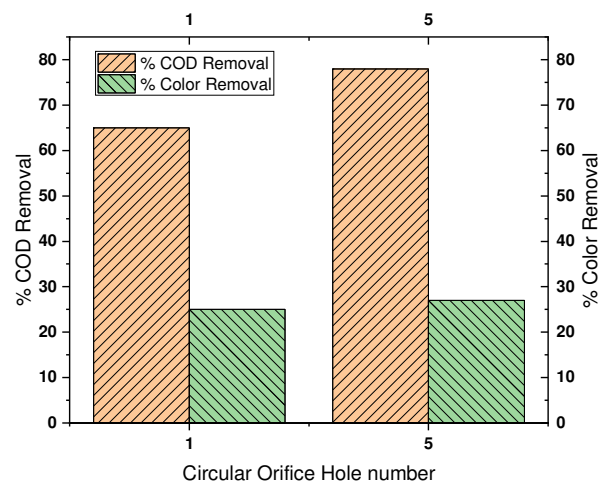 1 5
% COD Removal
% Color Removal
80 80
70 70
60 60
50 50
40 40
30 30
20 20
10 10
0 0
% COD Removal
% Color Removal
1 5
Circular Orifice Hole number